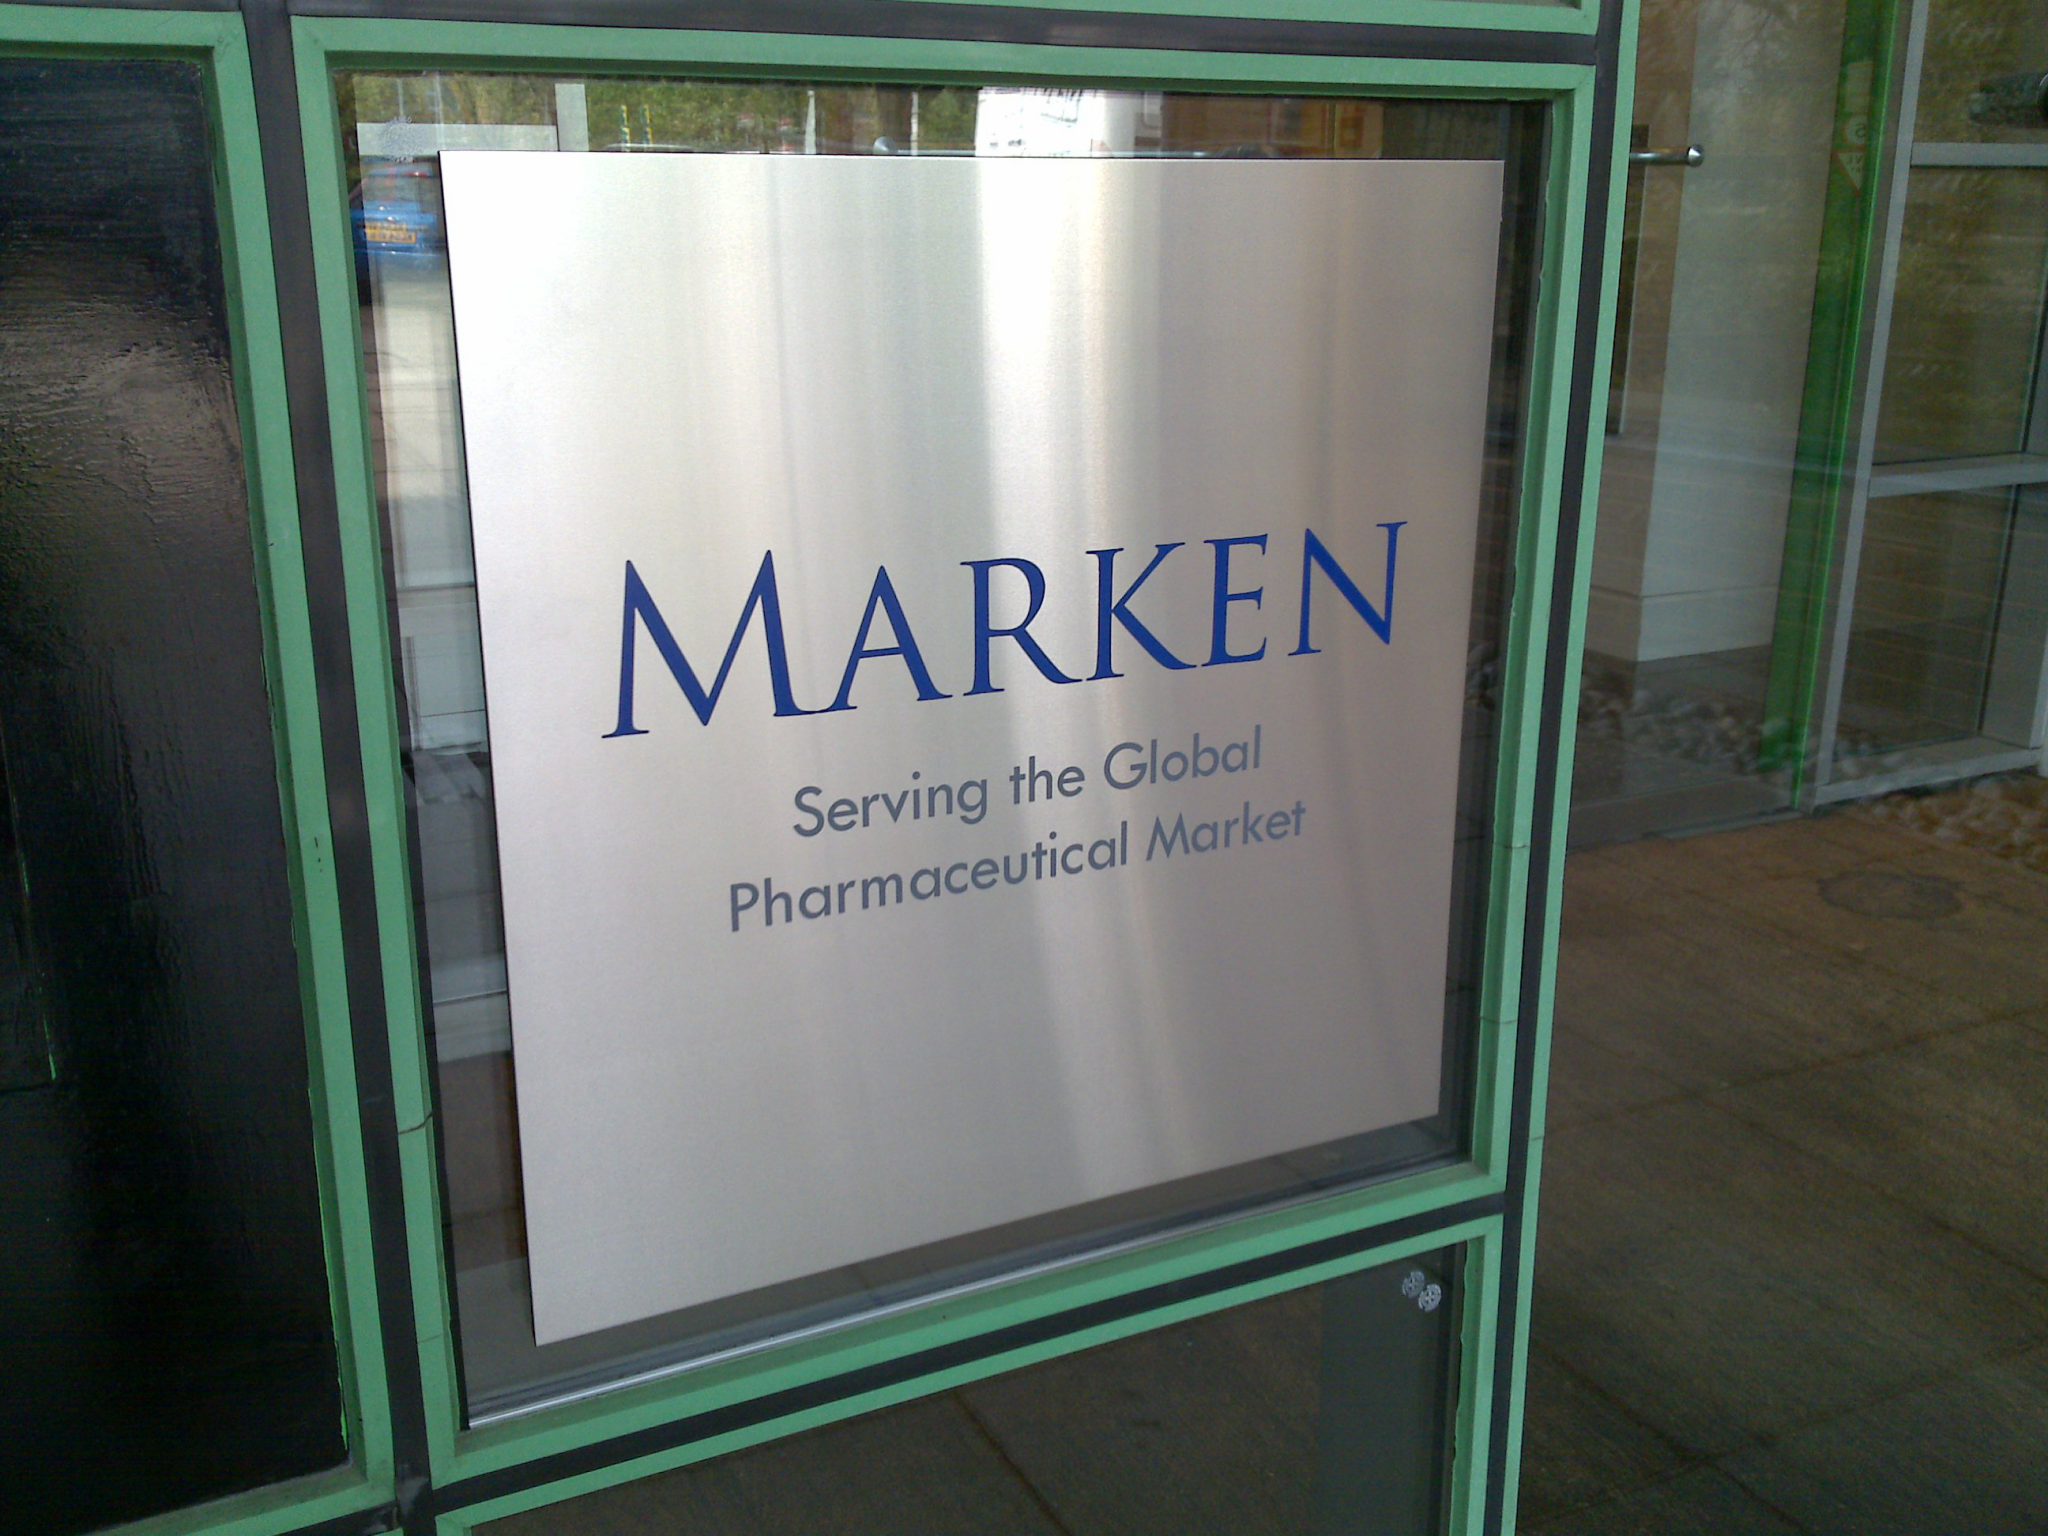 MARKEN
Serving the Global
Pharmaceutical Market